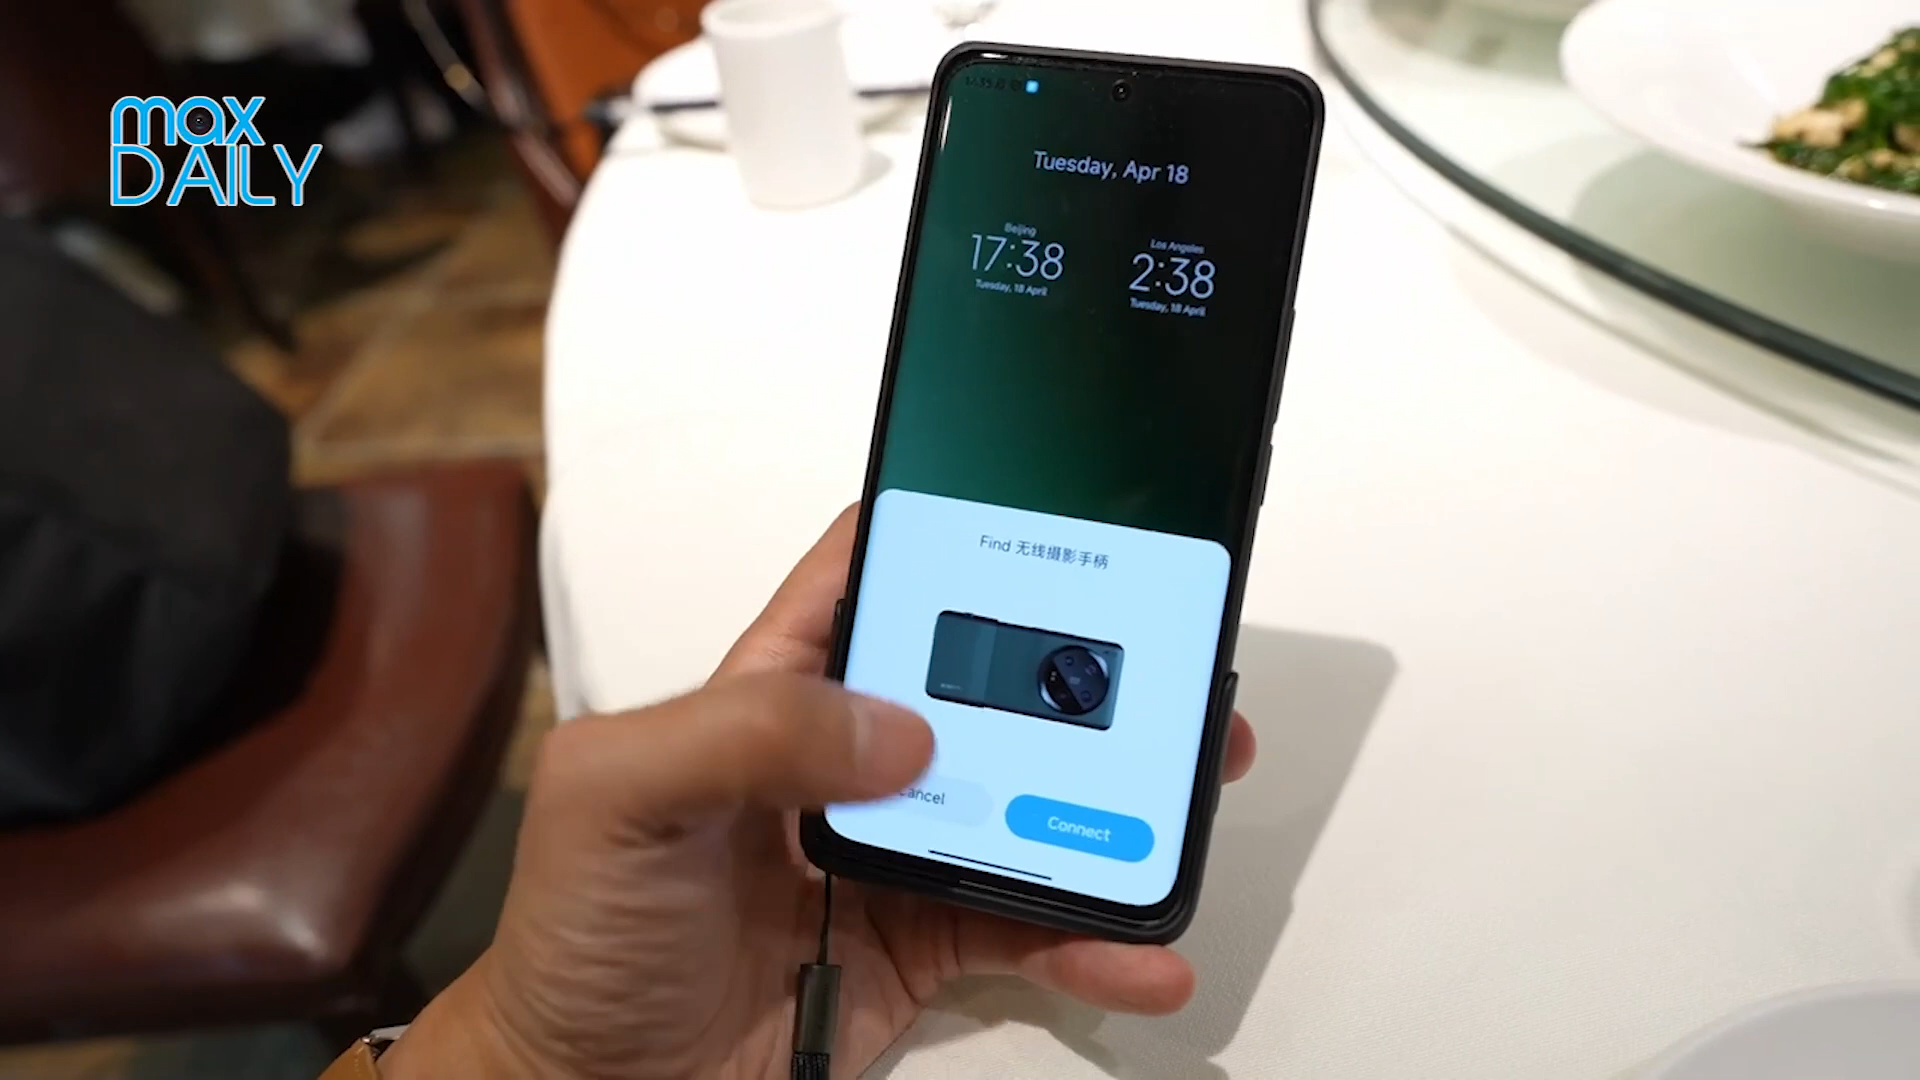 max
DAILY
Tuesday, Apr 18
Beijing
17:38
Tuesday, 18 April
Los Angeles
2:38
Tuesday, 18 April
Find 无线摄影手柄
Cancel
Connect